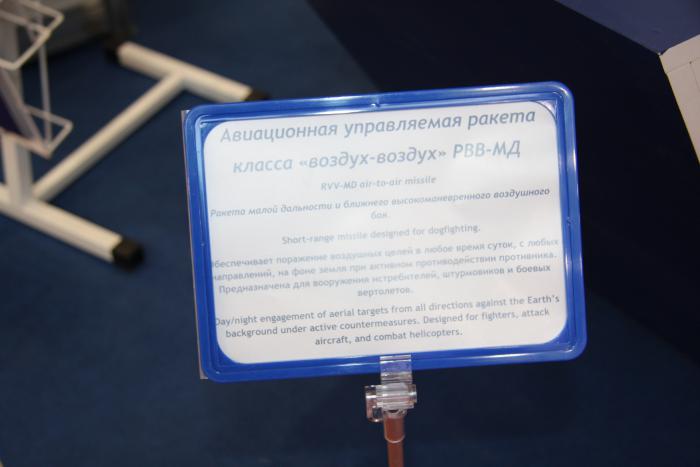 Авиационная управляемая ракета
класса «воздух-воздух» РВВ-МД
RVV-MD air-to-air missile
Ракета малой дальности и ближнего высокоманевренного воздушного
боя.
Short-range missile designed for dogfighting.
Обеспечивает поражение воздушных целей в любое время суток, с любых
направлений, на фоне земля при активном противодействии противника.
Предназначена для вооружения истребителей, штурмовиков и боевых
вертолетов.
Day/night engagement of aerial targets from all directions against the Earth's
background under active countermeasures. Designed for fighters, attack
aircraft, and combat helicopters.